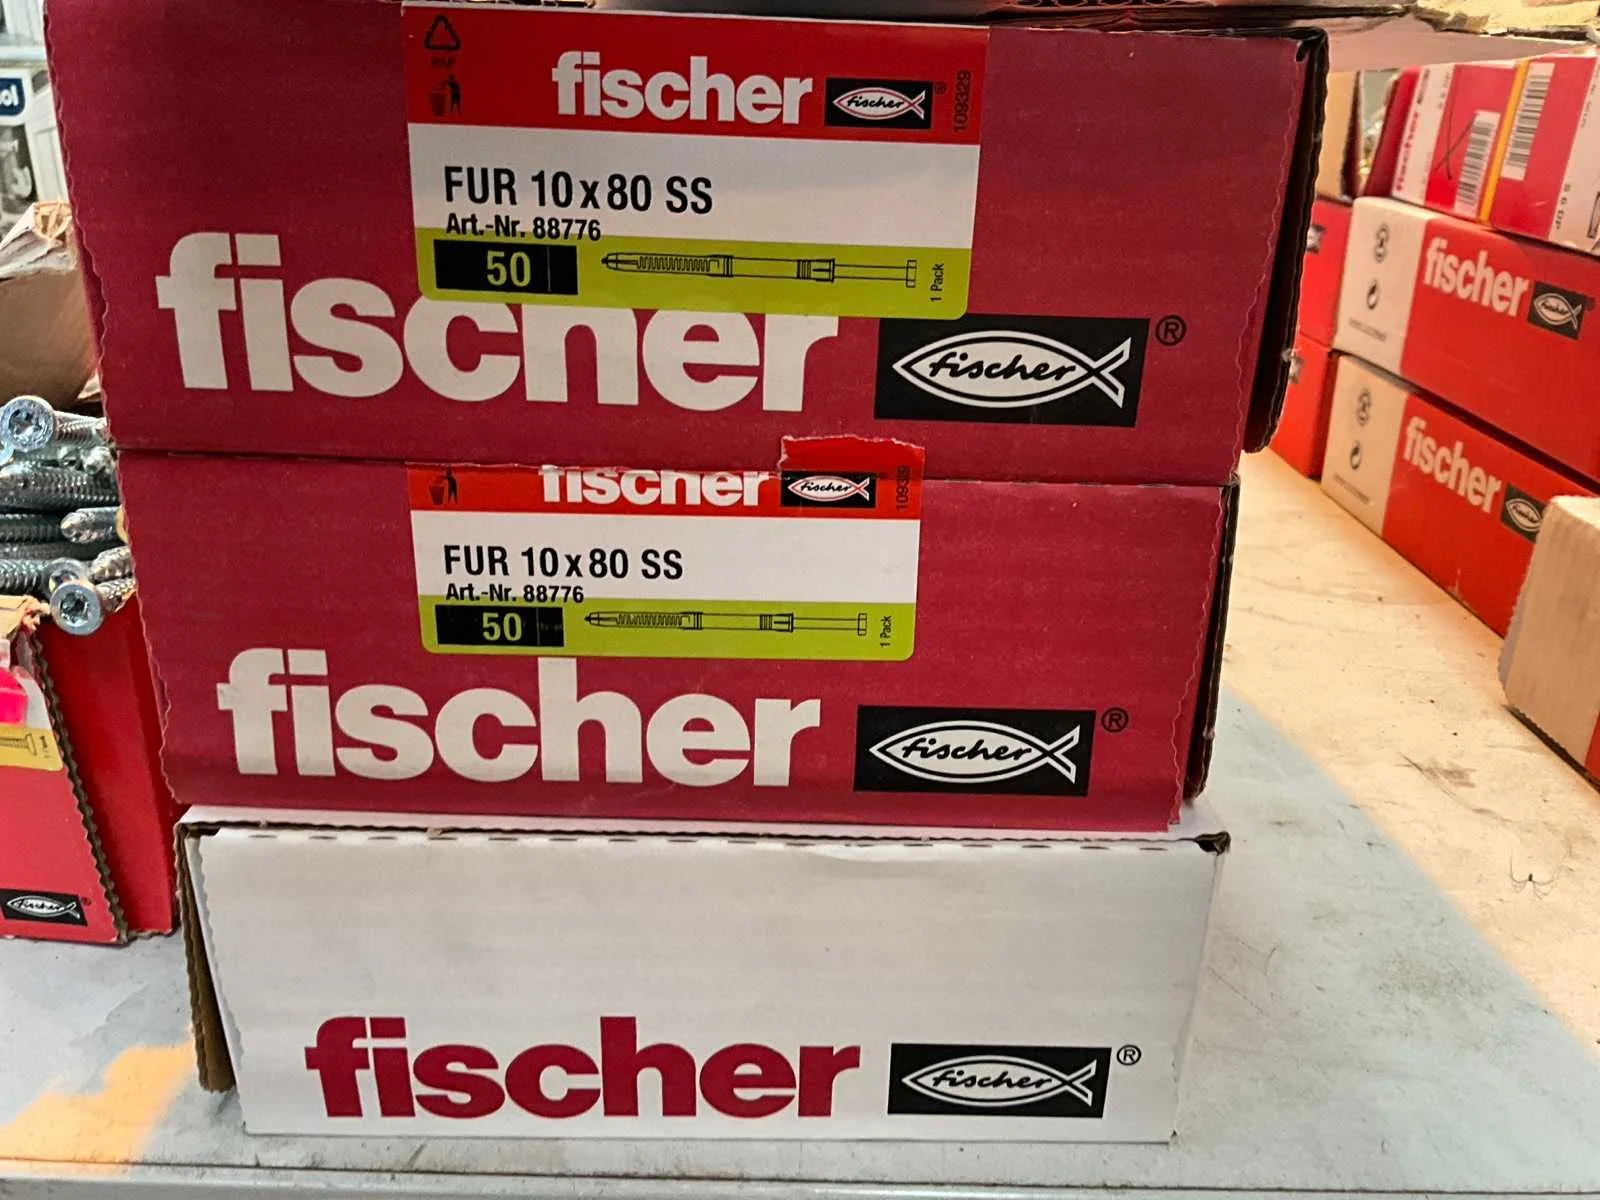 PAP
fischer fischer ®
109329
FUR 10 x 80 SS
Art.-Nr. 88776
50
1 Pack
fischer fischer ®
fischer fischer
FUR 10 x 80 SS
Art.-Nr. 88776
50
1 Pack
fischer fischer ®
fischer fischer ®
fischer
fischer
fischer